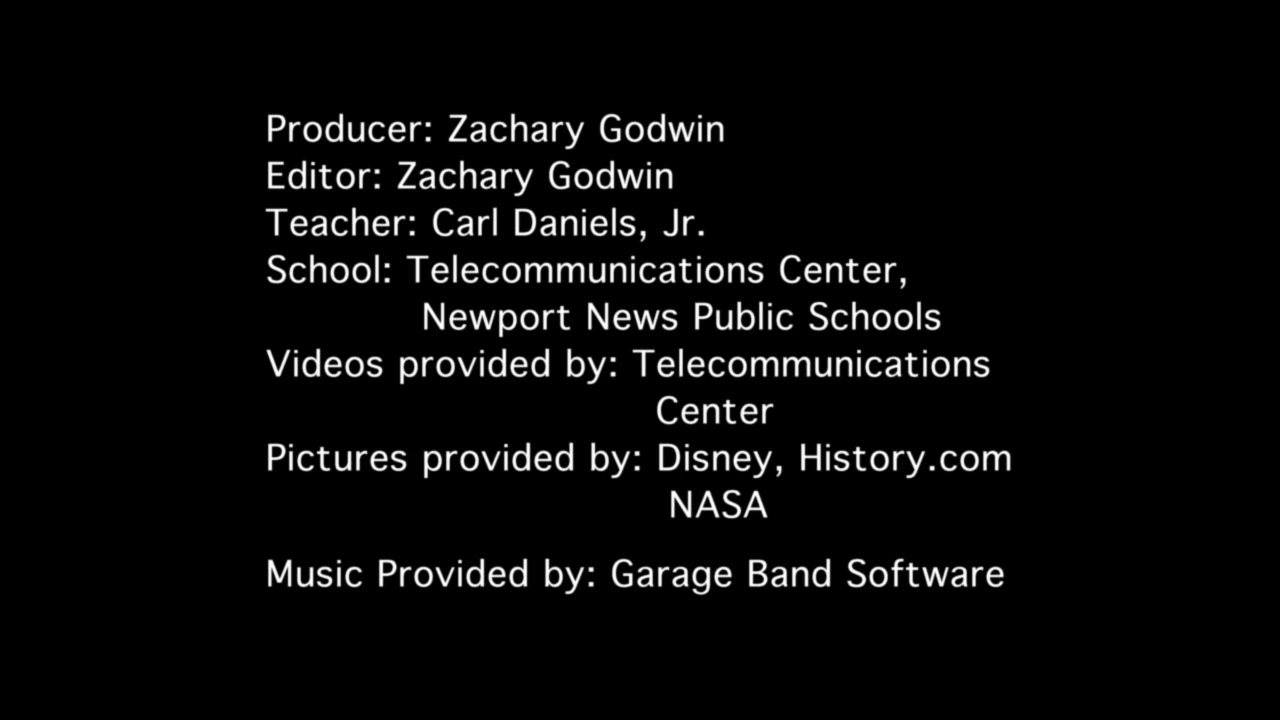 Producer: Zachary Godwin
Editor: Zachary Godwin
Teacher: Carl Daniels, Jr.
School: Telecommunications Center,
Newport News Public Schools
Videos provided by: Telecommunications
Center
Pictures provided by: Disney, History.com
NASA
Music Provided by: Garage Band Software